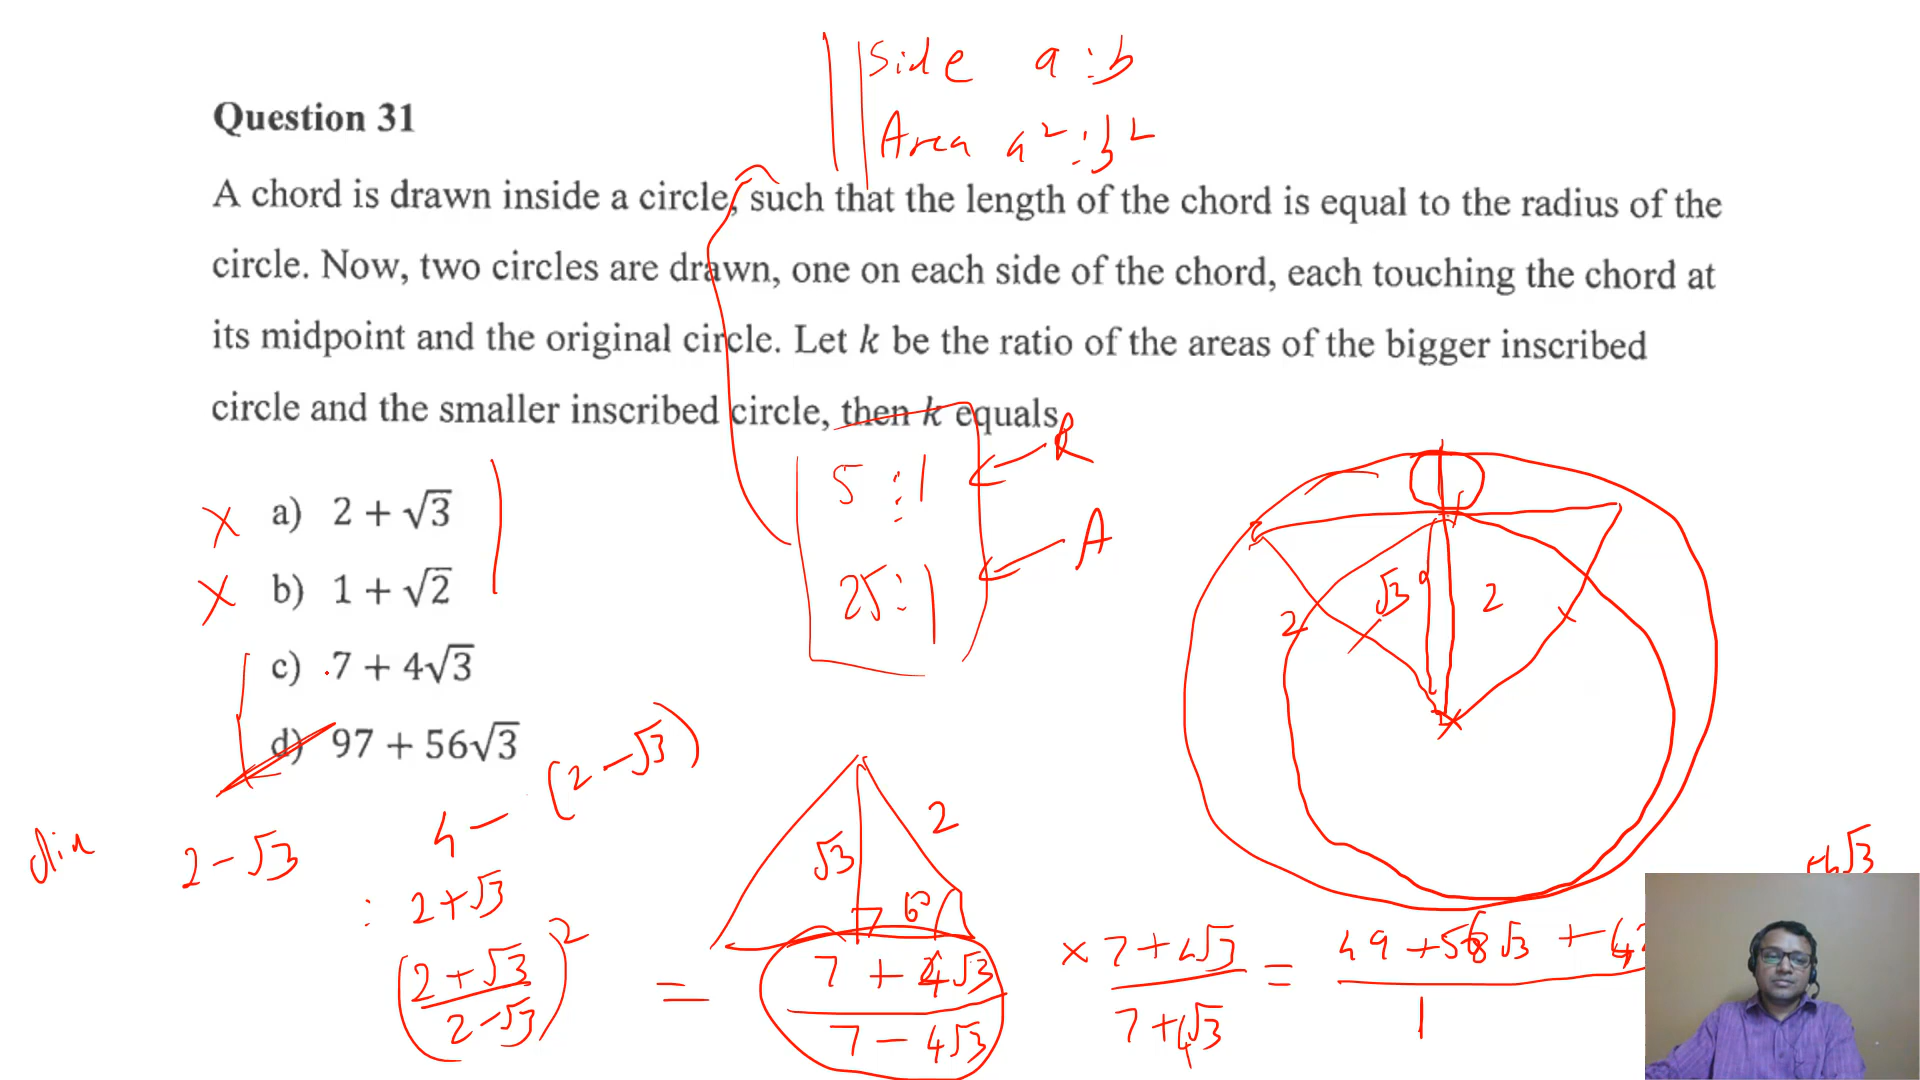 Side a : b
Area a² : b²
Question 31
A chord is drawn inside a circle, such that the length of the chord is equal to the radius of the
circle. Now, two circles are drawn, one on each side of the chord, each touching the chord at
its midpoint and the original circle. Let k be the ratio of the areas of the bigger inscribed
circle and the smaller inscribed circle, then k equals
5 : 1 ← R
25 : 1 ← A
x a) 2 + √3
x b) 1 + √2
c) 7 + 4√3
d) 97 + 56√3
√3 2
2
4 - (2 - √3)
2 - √3 : 2 + √3
√3 2
(2 + √3 / 2 - √3)² = 7 + 4√3 / 7 - 4√3 × 7 + 4√3 / 7 + 4√3 = 49 + 56√3 + / 1